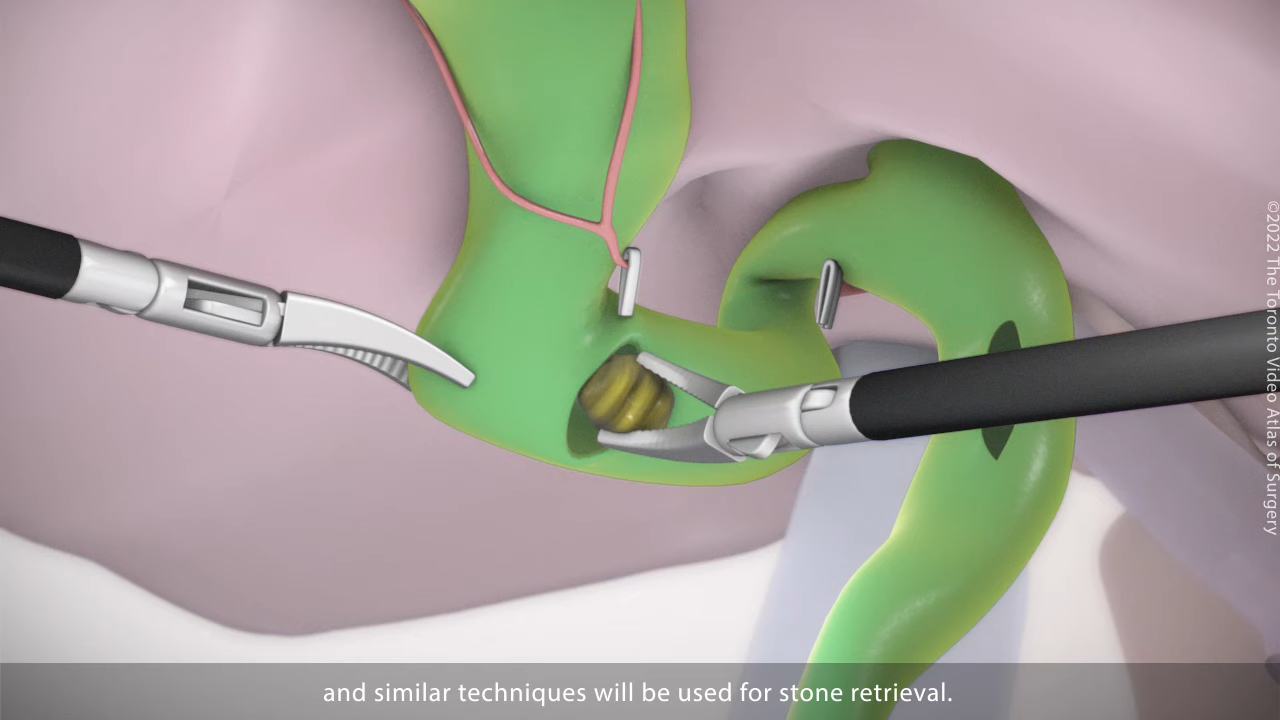 ©2022 The Toronto Video Atlas of Surgery
and similar techniques will be used for stone retrieval.